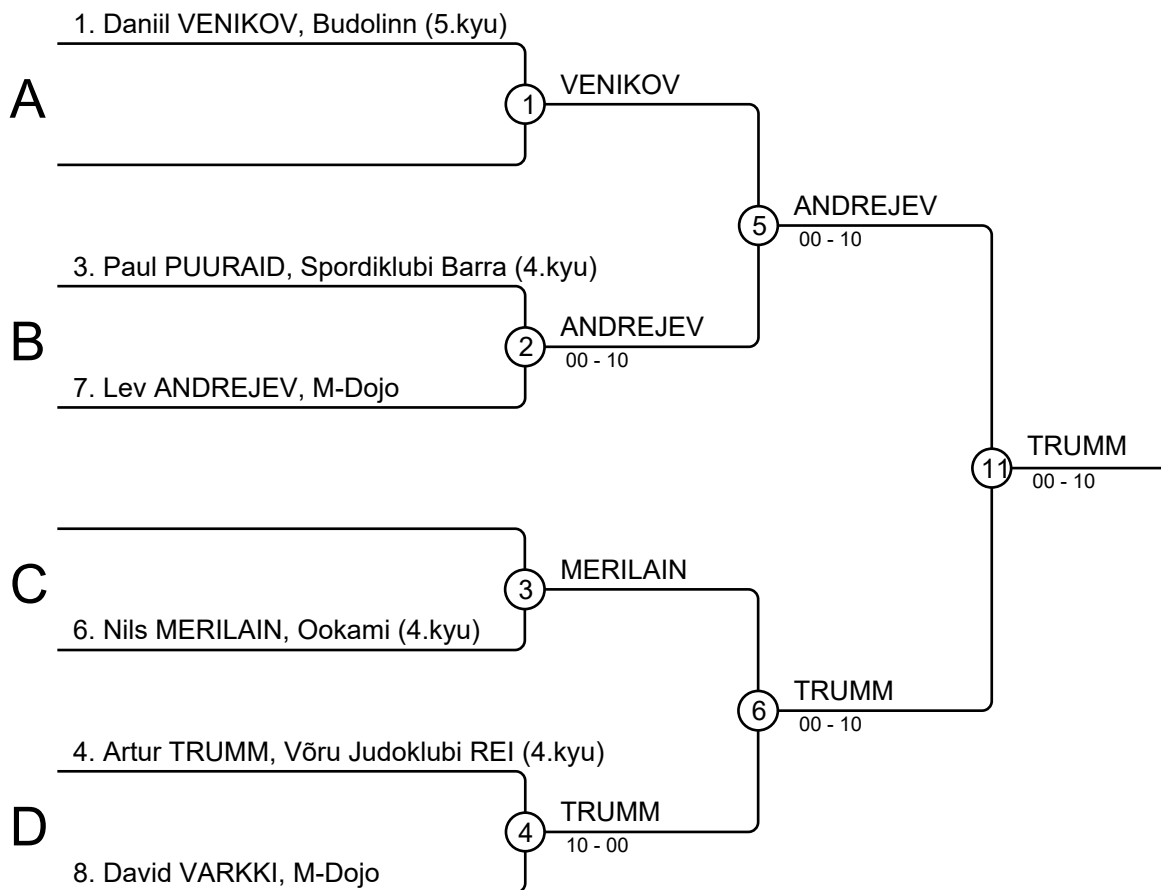 1. Daniil VENIKOV, Budolinn (5.kyu)
A
1
VENIKOV
5
ANDREJEV
00 - 10
3. Paul PUURAID, Spordiklubi Barra (4.kyu)
B
2
ANDREJEV
00 - 10
7. Lev ANDREJEV, M-Dojo
11
TRUMM
00 - 10
C
3
MERILAIN
6. Nils MERILAIN, Ookami (4.kyu)
6
TRUMM
00 - 10
4. Artur TRUMM, Võru Judoklubi REI (4.kyu)
D
4
TRUMM
10 - 00
8. David VARKKI, M-Dojo